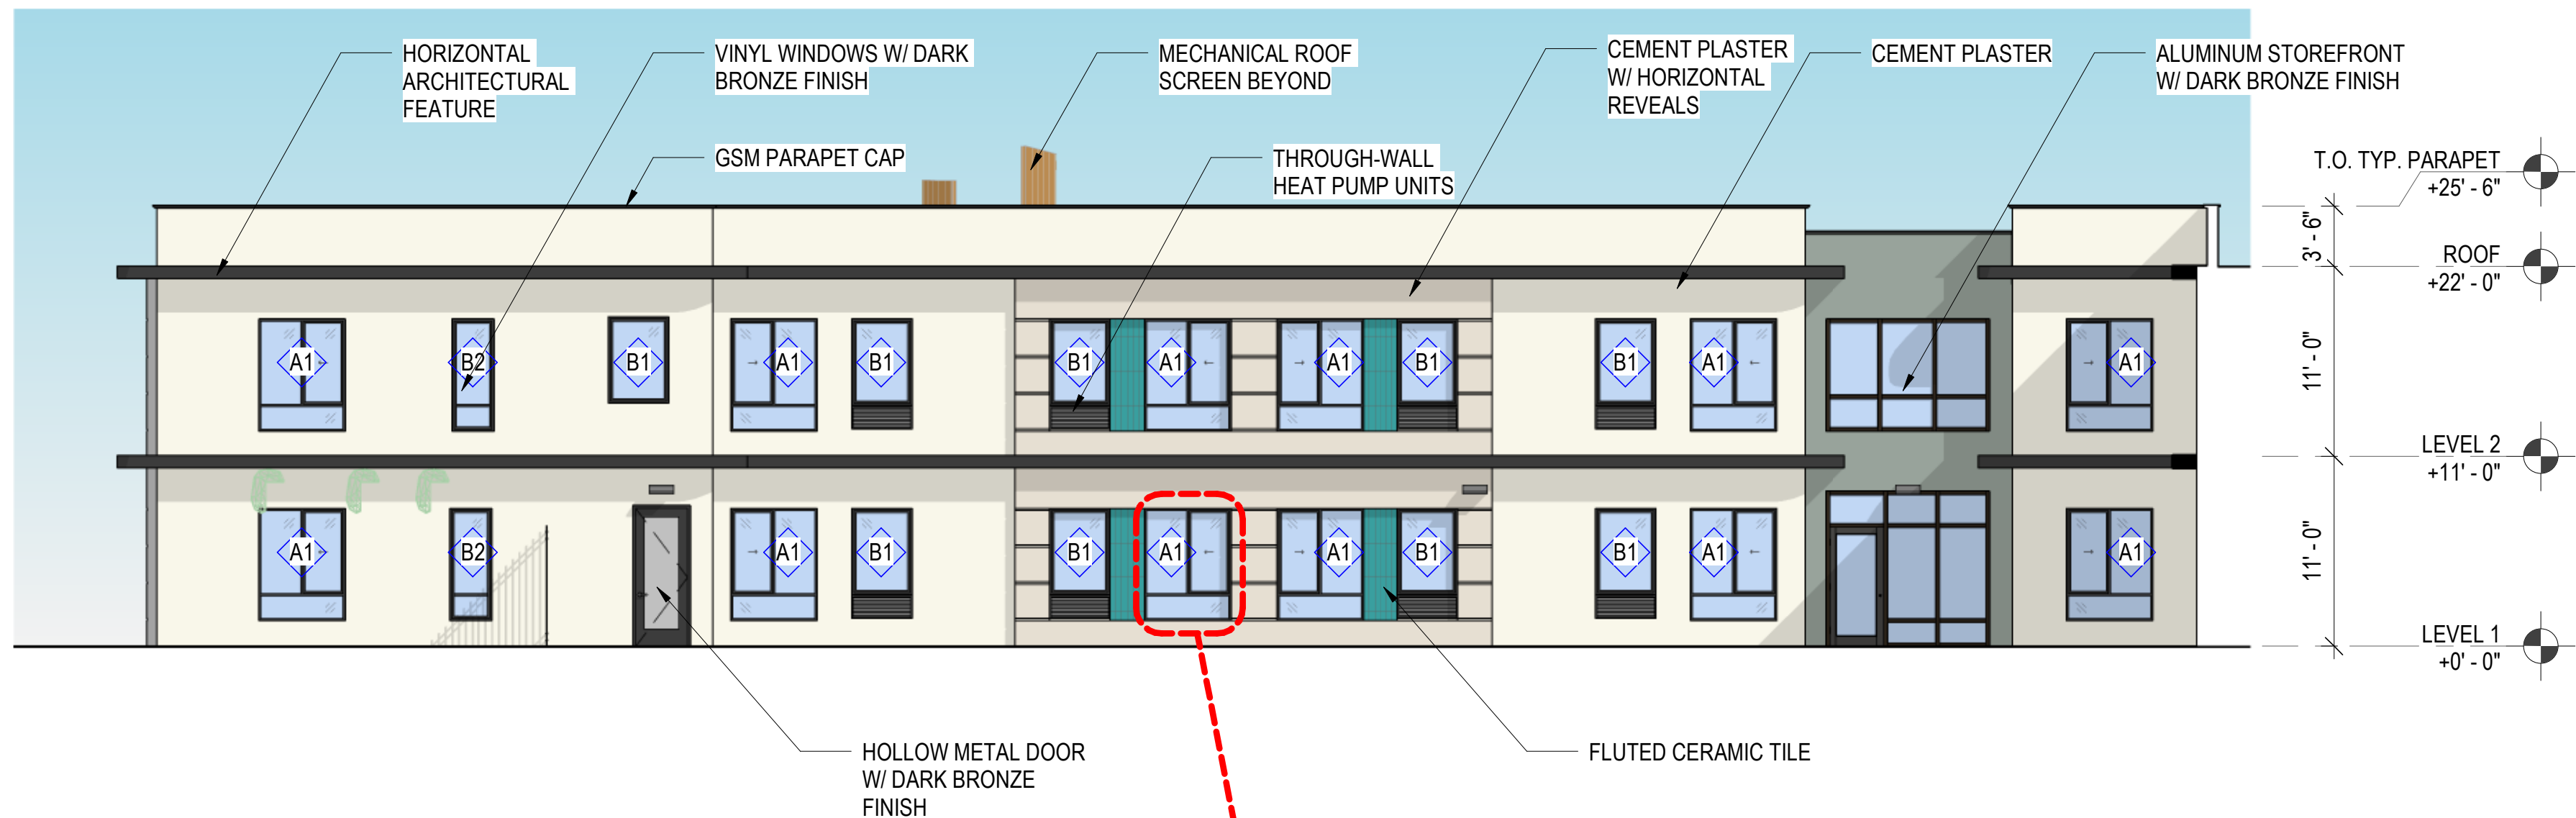 HORIZONTAL
ARCHITECTURAL
FEATURE
VINYL WINDOWS W/ DARK
BRONZE FINISH
MECHANICAL ROOF
SCREEN BEYOND
CEMENT PLASTER
W/ HORIZONTAL
REVEALS
CEMENT PLASTER
ALUMINUM STOREFRONT
W/ DARK BRONZE FINISH
GSM PARAPET CAP
THROUGH-WALL
HEAT PUMP UNITS
T.O. TYP. PARAPET
+25' - 6"
3' - 6"
ROOF
+22' - 0"
A1 B2 B1 A1 B1 B1 A1 A1 B1 B1 A1 A1
11' - 0"
LEVEL 2
+11' - 0"
A1 B2 A1 B1 B1 A1 A1 B1 B1 A1 A1
11' - 0"
LEVEL 1
+0' - 0"
HOLLOW METAL DOOR
W/ DARK BRONZE
FINISH
FLUTED CERAMIC TILE